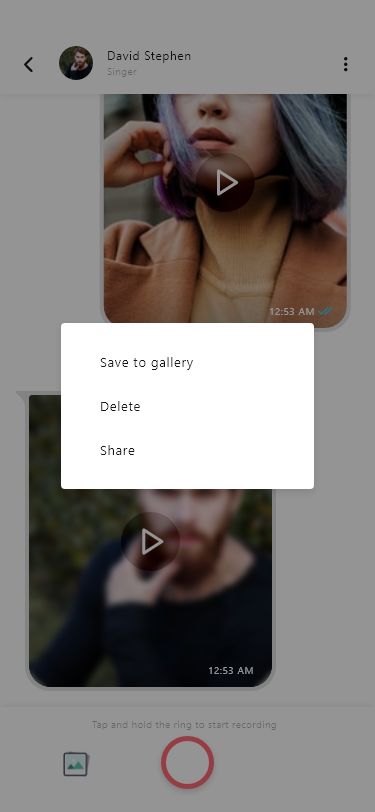 David Stephen
Singer
12:53 AM
Save to gallery
Delete
Share
12:53 AM
Tap and hold the ring to start recording